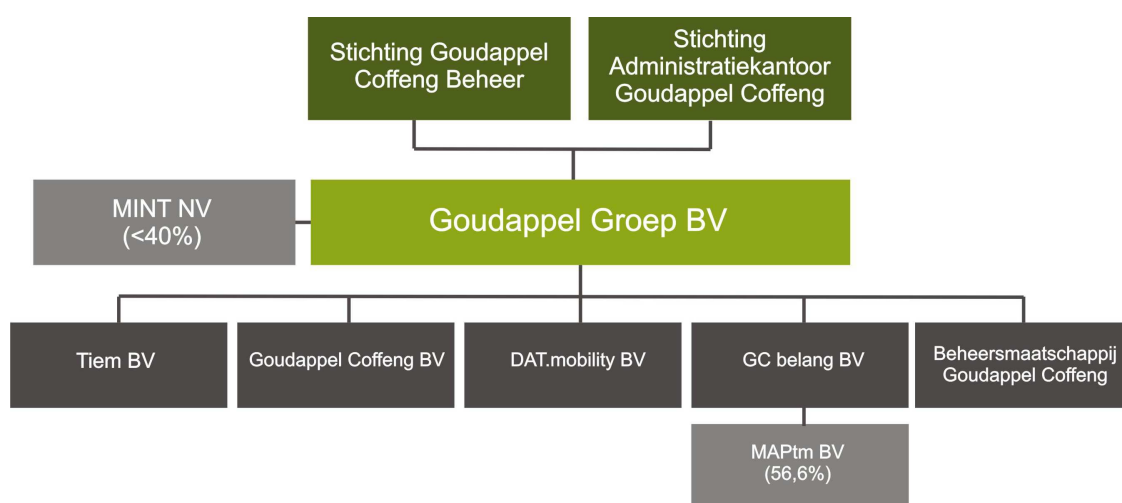 Stichting Goudappel
Coffeng Beheer
Stichting
Administratiekantoor
Goudappel Coffeng
MINT NV
(<40%)
Goudappel Groep BV
Tiem BV
Goudappel Coffeng BV
DAT.mobility BV
GC belang BV
Beheersmaatschappij
Goudappel Coffeng
MAPtm BV
(56,6%)